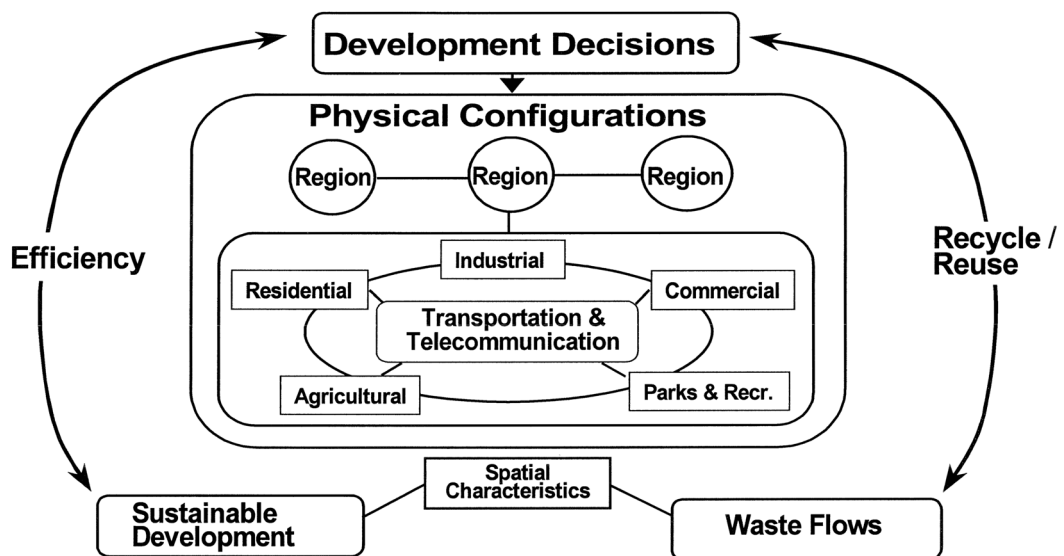 Development Decisions
Physical Configurations
Region
Region
Region
Efficiency
Recycle /
Reuse
Industrial
Residential
Commercial
Transportation &
Telecommunication
Agricultural
Parks & Recr.
Spatial
Characteristics
Sustainable
Development
Waste Flows